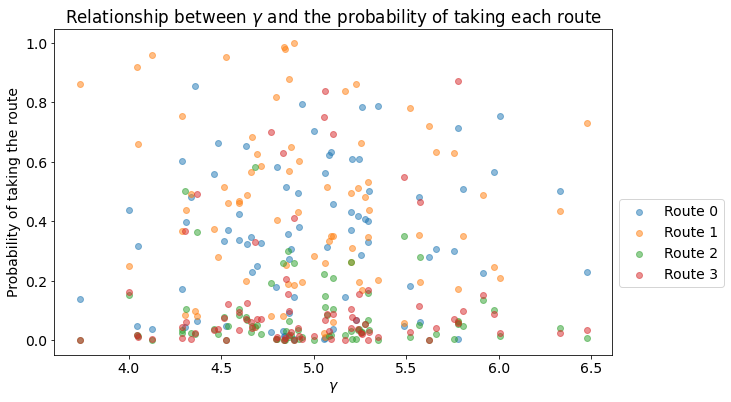 Relationship between γ and the probability of taking each route
Probability of taking the route
1.0
0.8
0.6
0.4
0.2
0.0
4.0 4.5 5.0 5.5 6.0 6.5
γ
Route 0
Route 1
Route 2
Route 3